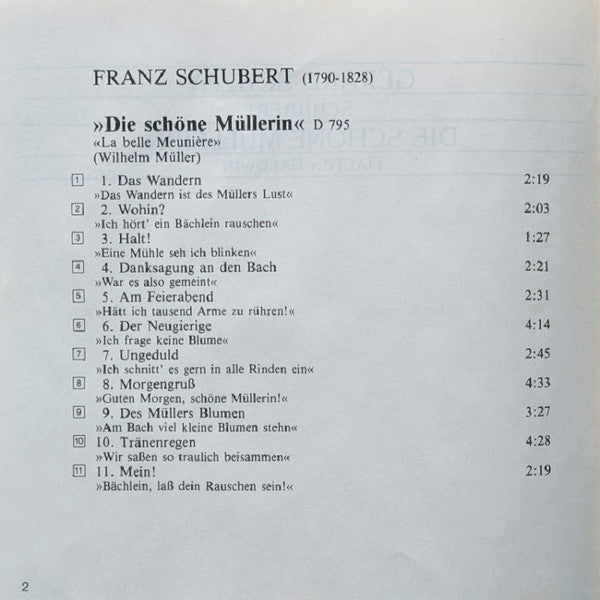 FRANZ SCHUBERT (1790-1828)
»Die schöne Müllerin« D 795
«La belle Meunière»
(Wilhelm Müller)
1 1. Das Wandern 2:19
»Das Wandern ist des Müllers Lust«
2 2. Wohin? 2:03
»Ich hört' ein Bächlein rauschen«
3 3. Halt! 1:27
»Eine Mühle seh ich blinken«
4 4. Danksagung an den Bach 2:21
»War es also gemeint«
5 5. Am Feierabend 2:31
»Hätt ich tausend Arme zu rühren!«
6 6. Der Neugierige 4:14
»Ich frage keine Blume«
7 7. Ungeduld 2:45
»Ich schnitt' es gern in alle Rinden ein«
8 8. Morgengruß 4:33
»Guten Morgen, schöne Müllerin!«
9 9. Des Müllers Blumen 3:27
»Am Bach viel kleine Blumen stehn«
10 10. Tränenregen 4:28
»Wir saßen so traulich beisammen«
11 11. Mein! 2:19
»Bächlein, laß dein Rauschen sein!«
2